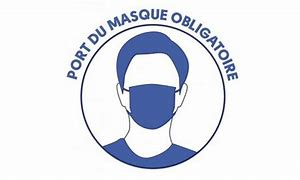 PORT DU MASQUE OBLIGATOIRE